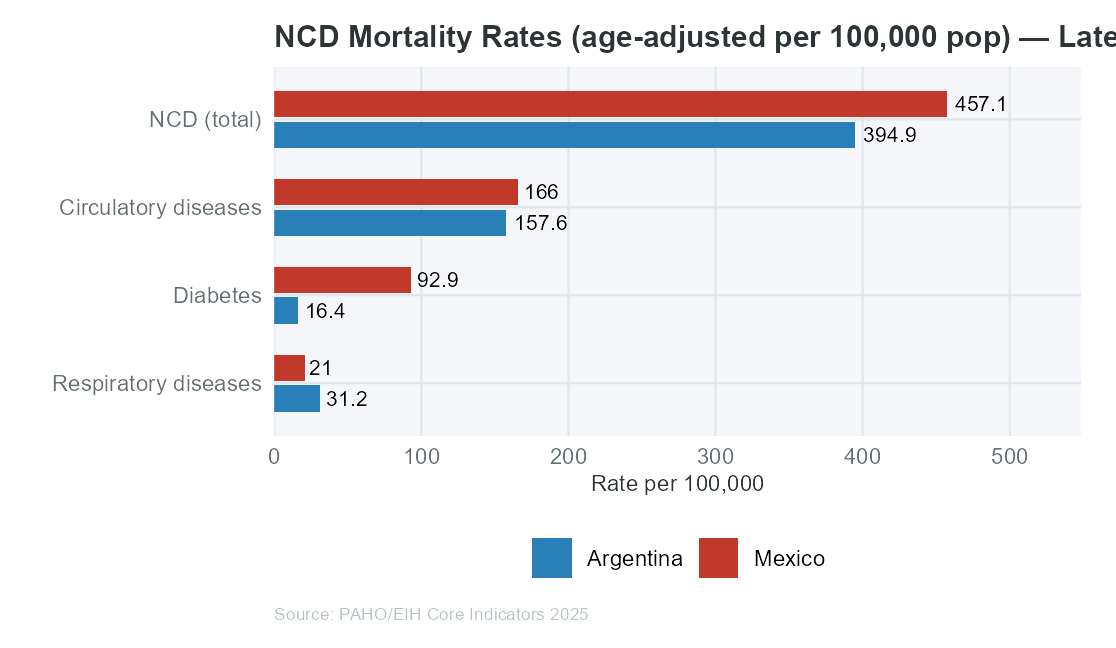 NCD Mortality Rates (age-adjusted per 100,000 pop) — Late
NCD (total)
457.1
394.9
Circulatory diseases
166
157.6
Diabetes
92.9
16.4
Respiratory diseases
21
31.2
0 100 200 300 400 500
Rate per 100,000
Argentina Mexico
Source: PAHO/EIH Core Indicators 2025